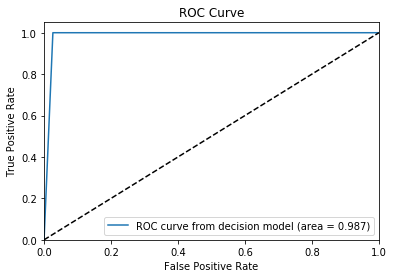 ROC Curve
1.0
0.8
0.6
0.4
0.2
0.0
True Positive Rate
ROC curve from decision model (area = 0.987)
0.0 0.2 0.4 0.6 0.8 1.0
False Positive Rate